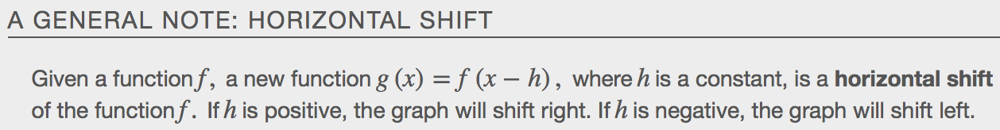 A GENERAL NOTE: HORIZONTAL SHIFT
Given a function f, a new function g (x) = f (x − h), where h is a constant, is a horizontal shift
of the function f. If h is positive, the graph will shift right. If h is negative, the graph will shift left.